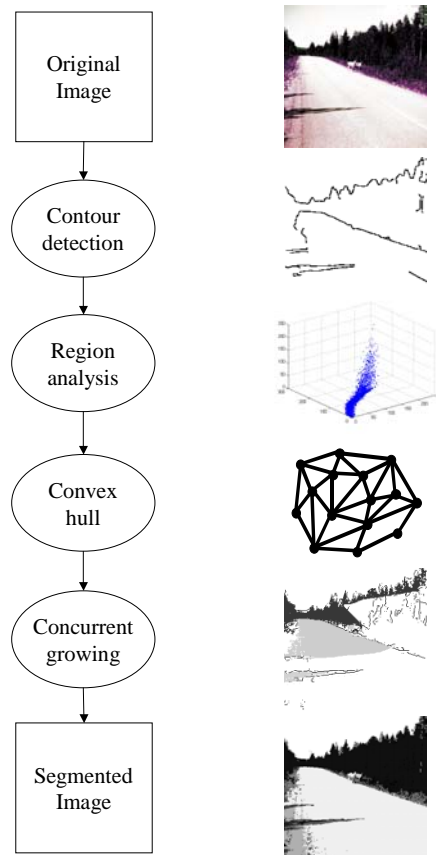 Original
Image
Contour
detection
Region
analysis
Convex
hull
Concurrent
growing
Segmented
Image